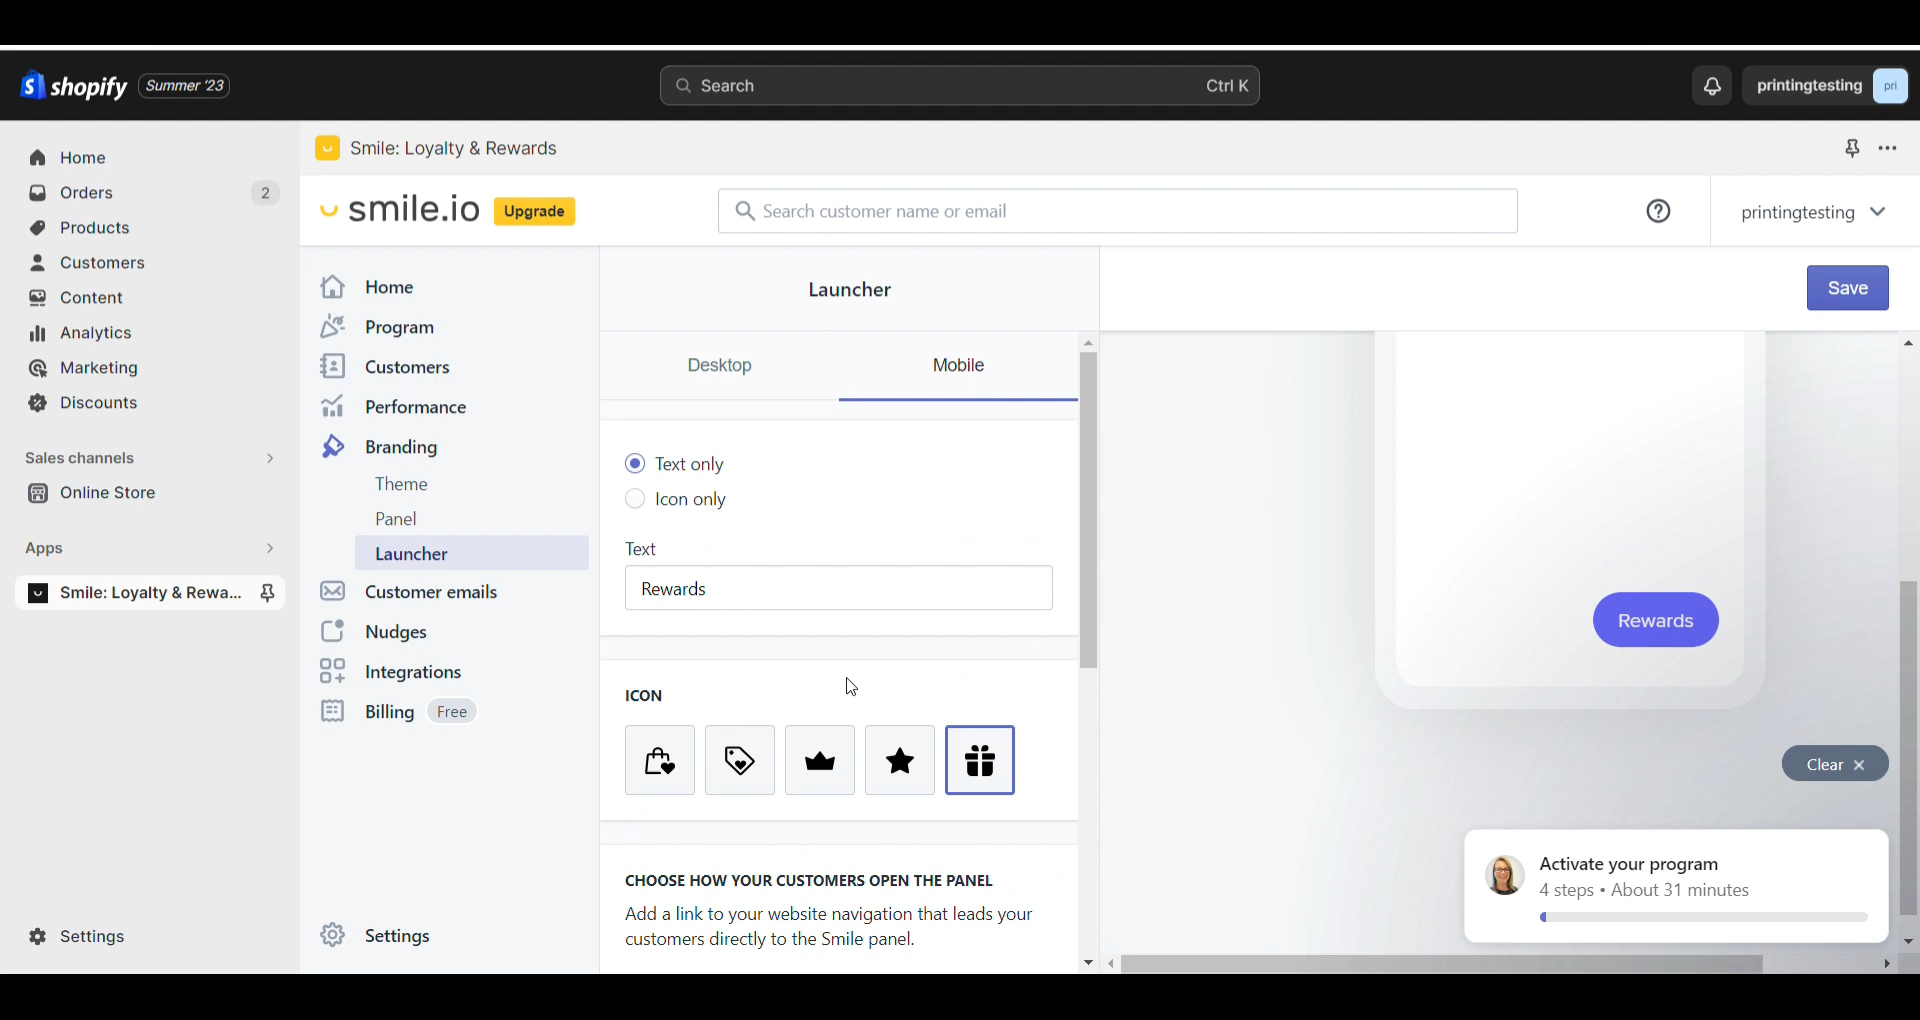 shopify Summer '23
Search Ctrl K
printingtesting pri
Home
Orders 2
Products
Customers
Content
Analytics
Marketing
Discounts
Sales channels
Online Store
Apps
Smile: Loyalty & Rewa...
Settings
Smile: Loyalty & Rewards
smile.io Upgrade
Search customer name or email
printingtesting
Home
Program
Customers
Performance
Branding
Theme
Panel
Launcher
Customer emails
Nudges
Integrations
Billing Free
Settings
Launcher
Save
Desktop Mobile
Text only
Icon only
Text
Rewards
ICON
CHOOSE HOW YOUR CUSTOMERS OPEN THE PANEL
Add a link to your website navigation that leads your
customers directly to the Smile panel.
Rewards
Clear
Activate your program
4 steps • About 31 minutes